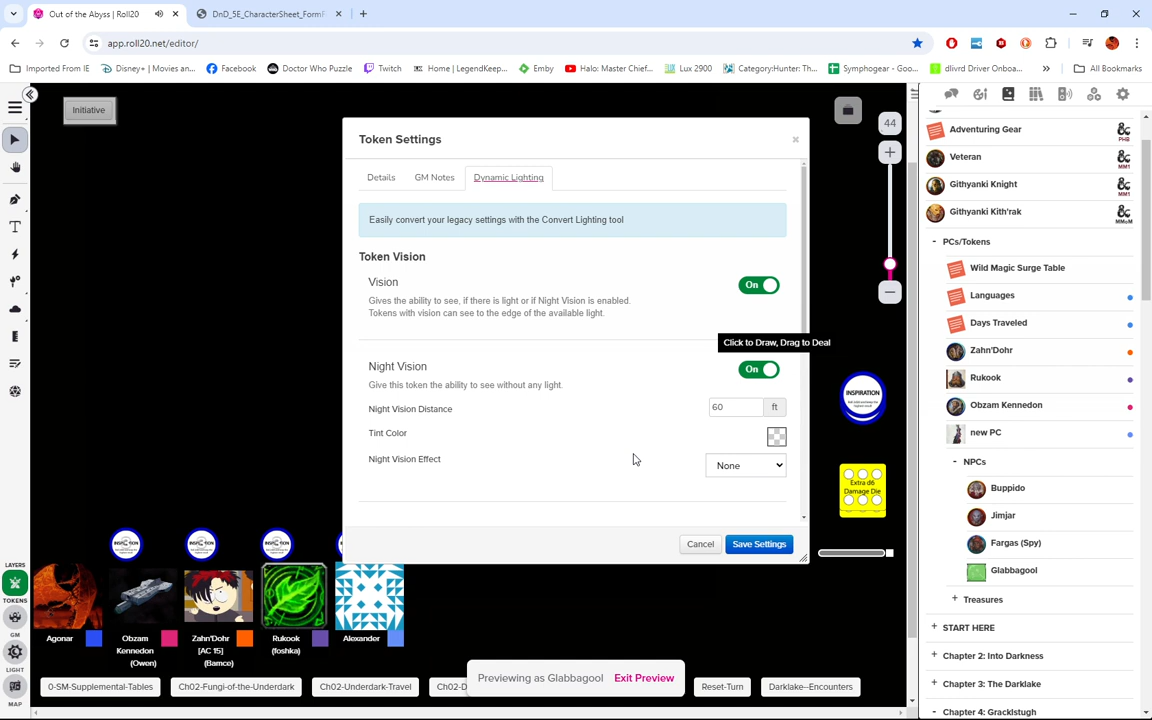 Out of the Abyss | Roll20
DnD_5E_CharacterSheet_FormF
app.roll20.net/editor/
Imported From IE
Disney+ | Movies an...
Facebook
Doctor Who Puzzle
Twitch
Home | LegendKeep...
Emby
Halo: Master Chief...
Lux 2900
Category:Hunter: Th...
Symphogear - Goo...
dlivrd Driver Onboa...
All Bookmarks
Initiative
44
Token Settings
Details
GM Notes
Dynamic Lighting
Easily convert your legacy settings with the Convert Lighting tool
Token Vision
Vision
On
Gives the ability to see, if there is light or if Night Vision is enabled.
Tokens with vision can see to the edge of the available light.
Click to Draw, Drag to Deal
Night Vision
On
Give this token the ability to see without any light.
Night Vision Distance
60
ft
Tint Color
Night Vision Effect
None
Cancel
Save Settings
INSPIRATION
Extra d6
Damage Die
LAYERS
TOKENS
GM
LIGHT
MAP
INSPIRATION
INSPIRATION
INSPIRATION
Agonar
Obzam
Kennedon
(Owen)
Zahn'Dohr
[AC 15]
(Bamce)
Rukook
(foshka)
Alexander
Previewing as Glabbagool
Exit Preview
0-SM-Supplemental-Tables
Ch02-Fungi-of-the-Underdark
Ch02-Underdark-Travel
Ch02-D
Reset-Turn
Darklake--Encounters
Adventuring Gear
PHB
Veteran
MM1
Githyanki Knight
MM1
Githyanki Kith'rak
MMoM
PCs/Tokens
Wild Magic Surge Table
Languages
Days Traveled
Zahn'Dohr
Rukook
Obzam Kennedon
new PC
NPCs
Buppido
Jimjar
Fargas (Spy)
Glabbagool
Treasures
START HERE
Chapter 2: Into Darkness
Chapter 3: The Darklake
Chapter 4: Gracklstugh